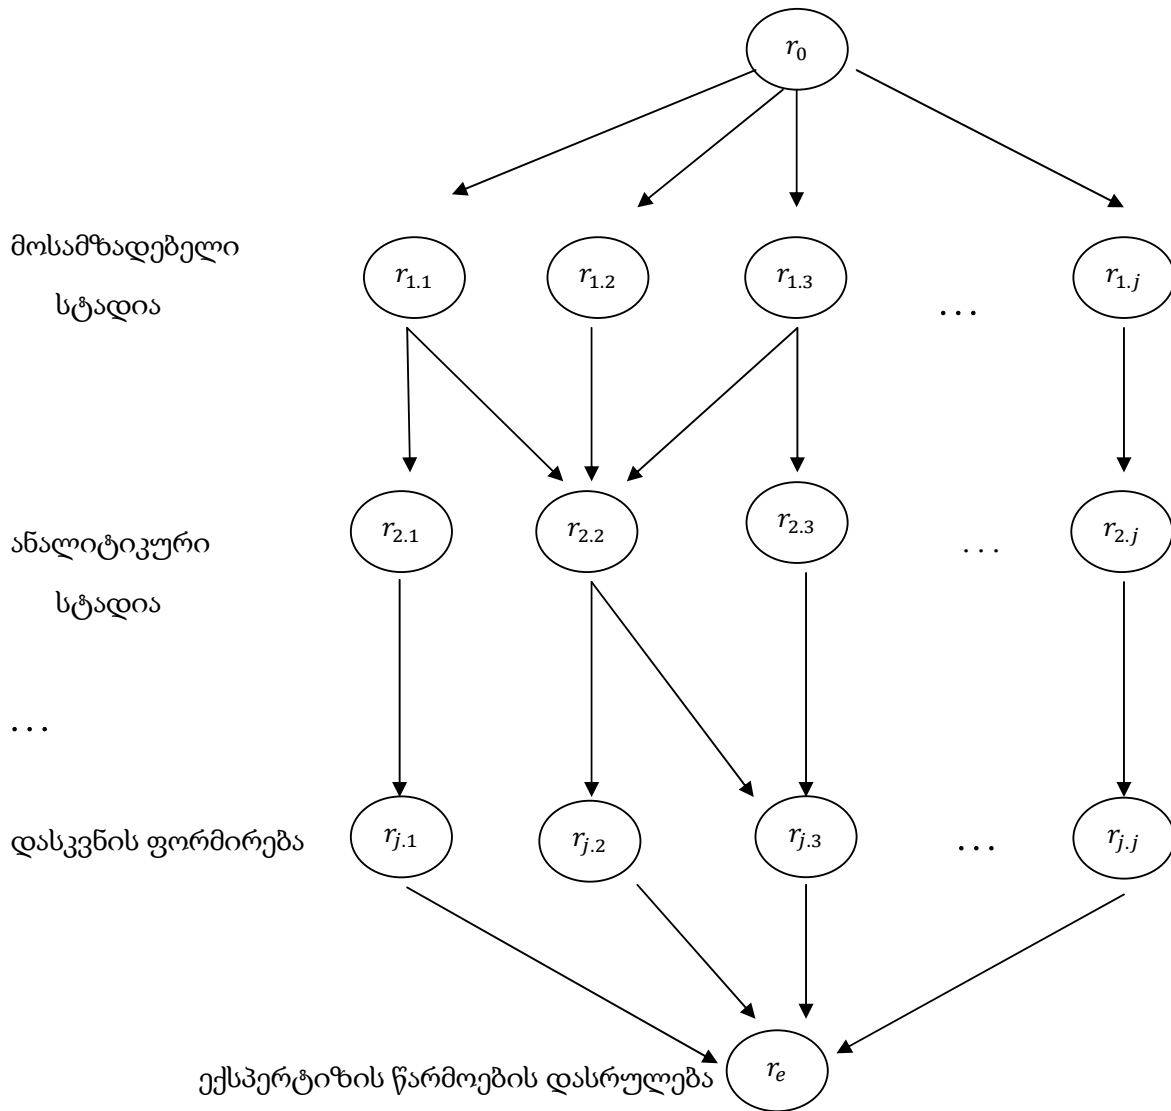 r₀
მოსამზადებელი
სტადია
r₁.₁ r₁.₂ r₁.₃ . . . r₁.ⱼ
ანალიტიკური
სტადია
r₂.₁ r₂.₂ r₂.₃ . . . r₂.ⱼ
. . .
დასკვნის ფორმირება rⱼ.₁ rⱼ.₂ rⱼ.₃ . . . rⱼ.ⱼ
ექსპერტიზის წარმოების დასრულება rₑ